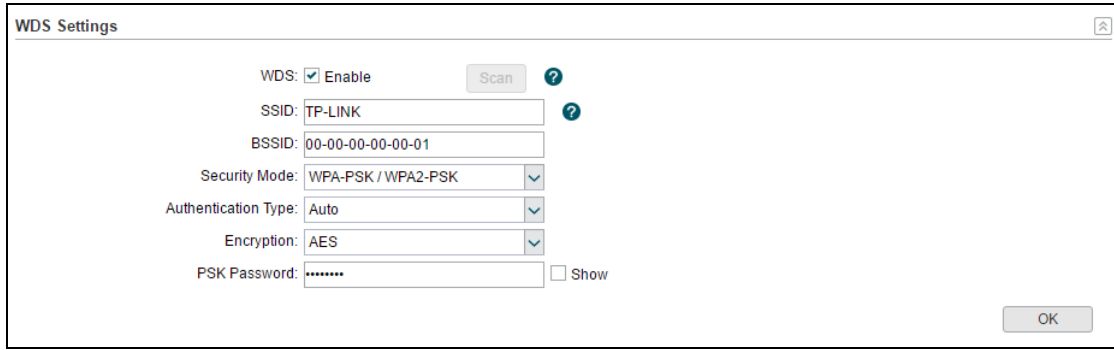 WDS Settings
WDS: Enable Scan ?
SSID: TP-LINK ?
BSSID: 00-00-00-00-00-01
Security Mode: WPA-PSK / WPA2-PSK
Authentication Type: Auto
Encryption: AES
PSK Password: •••••••• Show
OK